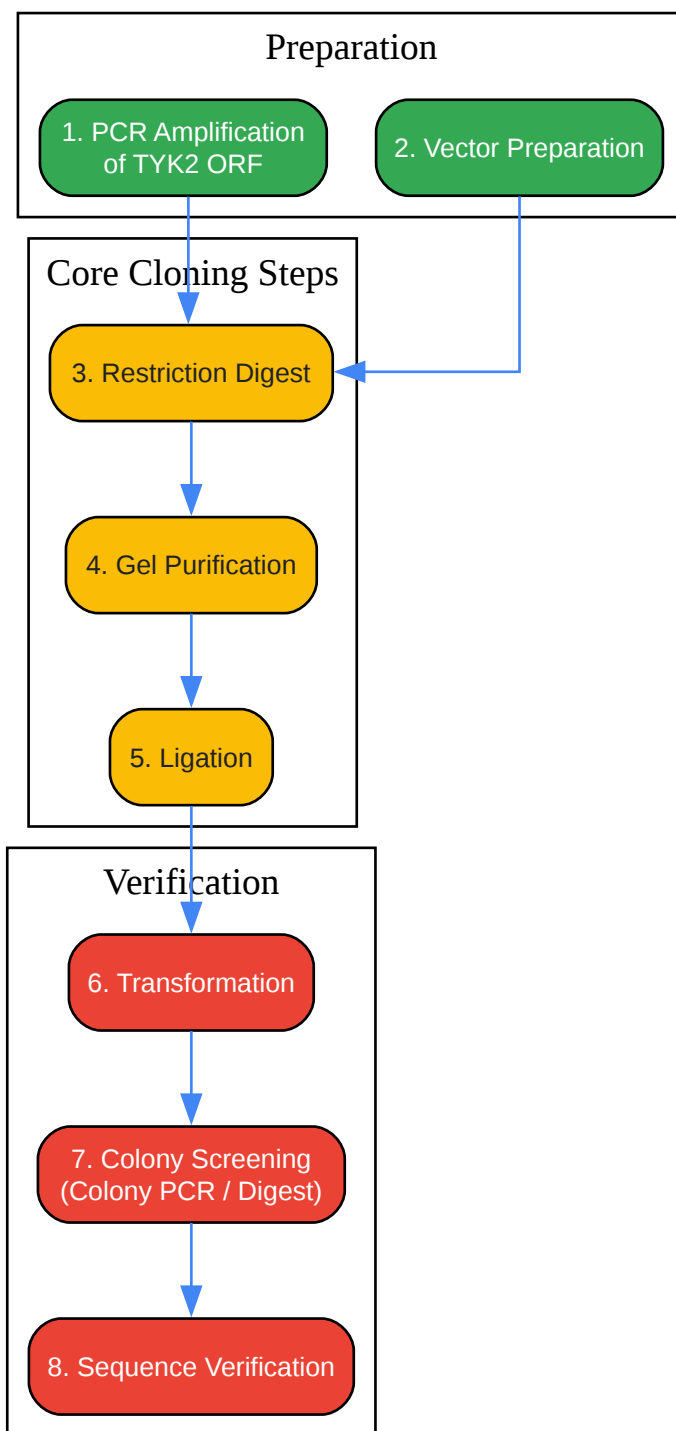 Preparation
1. PCR Amplification
of TYK2 ORF
2. Vector Preparation
Core Cloning Steps
3. Restriction Digest
4. Gel Purification
5. Ligation
Verification
6. Transformation
7. Colony Screening
(Colony PCR / Digest)
8. Sequence Verification